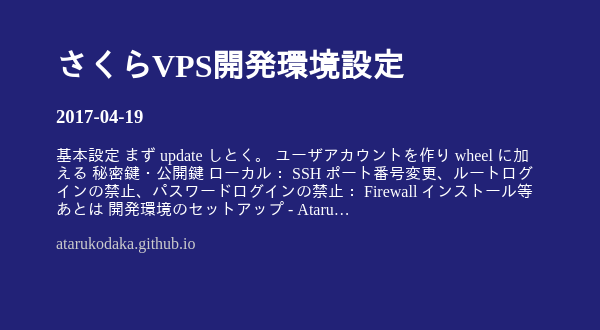 さくらVPS開発環境設定
2017-04-19
基本設定 まず update しとく。 ユーザアカウントを作り wheel に加
える 秘密鍵・公開鍵 ローカル： SSH ポート番号変更、ルートログ
インの禁止、パスワードログインの禁止： Firewall インストール等
あとは 開発環境のセットアップ - Ataru…
atarukodaka.github.io